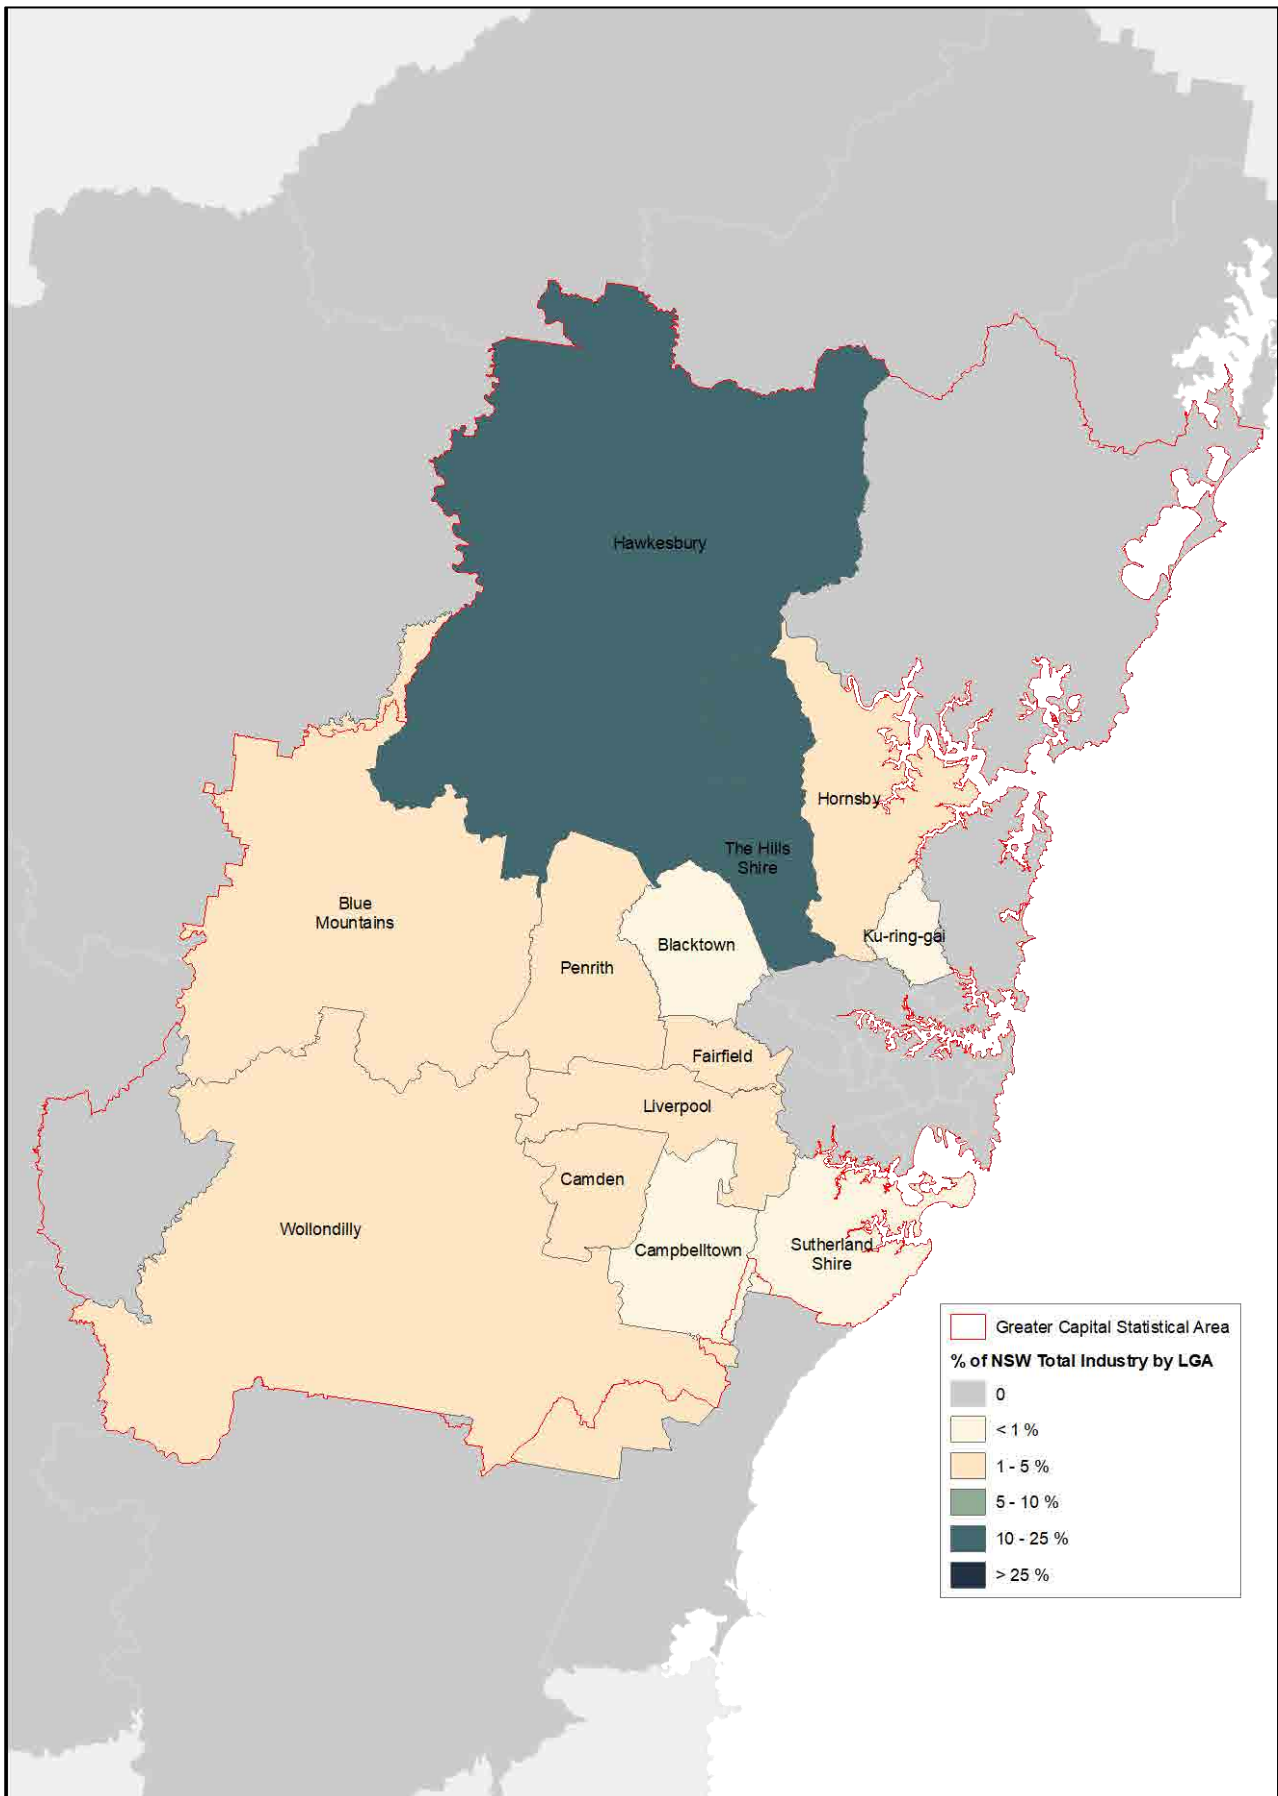 Hawkesbury
Hornsby
The Hills
Shire
Blue
Mountains
Ku-ring-gai
Blacktown
Penrith
Fairfield
Liverpool
Camden
Wollondilly
Campbelltown
Sutherland
Shire
Greater Capital Statistical Area
% of NSW Total Industry by LGA
0
< 1 %
1 - 5 %
5 - 10 %
10 - 25 %
> 25 %